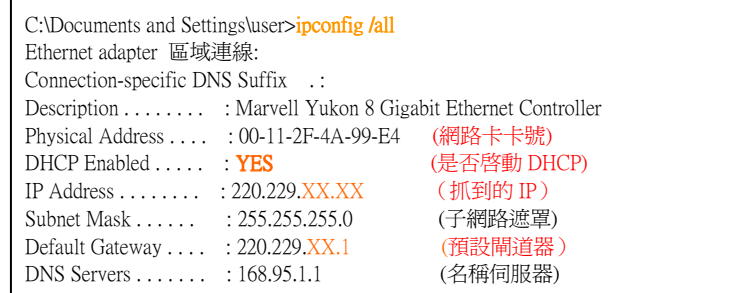 C:\Documents and Settings\user>ipconfig /all
Ethernet adapter 區域連線:
Connection-specific DNS Suffix . :
Description . . . . . . . . : Marvell Yukon 8 Gigabit Ethernet Controller
Physical Address . . . . : 00-11-2F-4A-99-E4 (網路卡卡號)
DHCP Enabled . . . . . : YES (是否啓動 DHCP)
IP Address . . . . . . . . : 220.229.XX.XX （抓到的 IP）
Subnet Mask . . . . . . : 255.255.255.0 (子網路遮罩)
Default Gateway . . . . : 220.229.XX.1 (預設閘道器）
DNS Servers . . . . . . . : 168.95.1.1 (名稱伺服器)